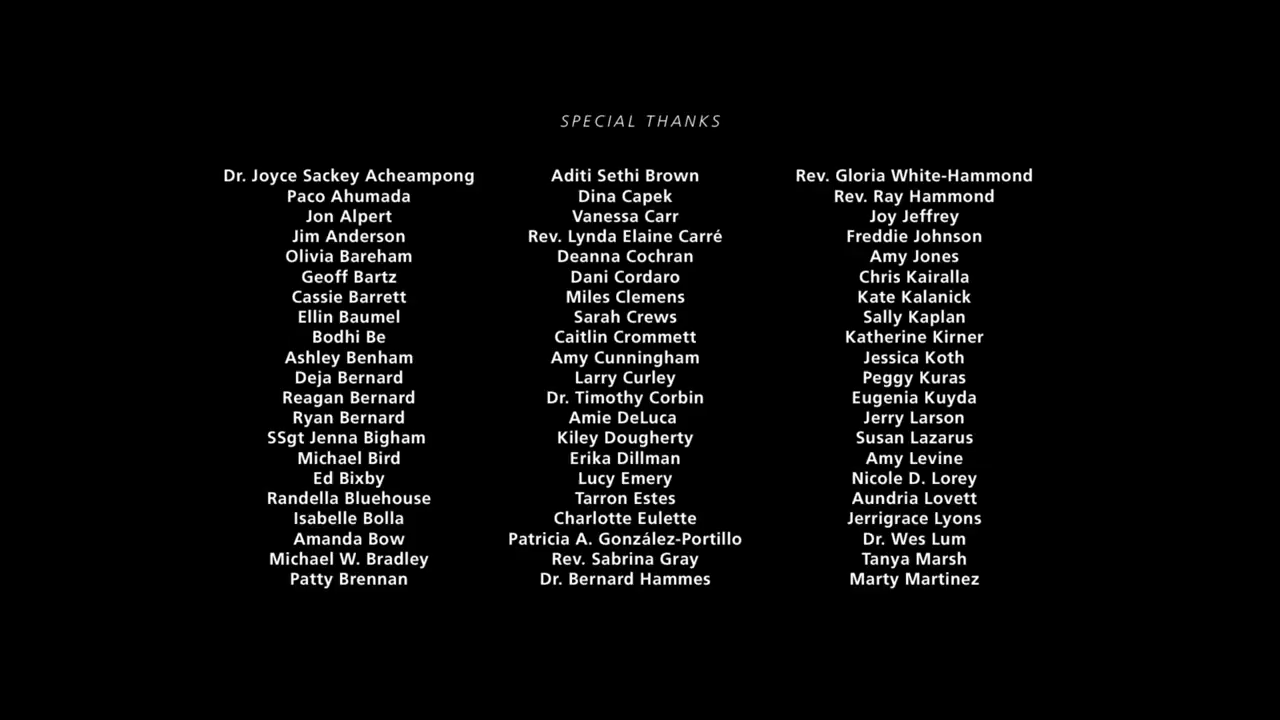 SPECIAL THANKS
Dr. Joyce Sackey Acheampong
Paco Ahumada
Jon Alpert
Jim Anderson
Olivia Bareham
Geoff Bartz
Cassie Barrett
Ellin Baumel
Bodhi Be
Ashley Benham
Deja Bernard
Reagan Bernard
Ryan Bernard
SSgt Jenna Bigham
Michael Bird
Ed Bixby
Randella Bluehouse
Isabelle Bolla
Amanda Bow
Michael W. Bradley
Patty Brennan
Aditi Sethi Brown
Dina Capek
Vanessa Carr
Rev. Lynda Elaine Carré
Deanna Cochran
Dani Cordaro
Miles Clemens
Sarah Crews
Caitlin Crommett
Amy Cunningham
Larry Curley
Dr. Timothy Corbin
Amie DeLuca
Kiley Dougherty
Erika Dillman
Lucy Emery
Tarron Estes
Charlotte Eulette
Patricia A. González-Portillo
Rev. Sabrina Gray
Dr. Bernard Hammes
Rev. Gloria White-Hammond
Rev. Ray Hammond
Joy Jeffrey
Freddie Johnson
Amy Jones
Chris Kairalla
Kate Kalanick
Sally Kaplan
Katherine Kirner
Jessica Koth
Peggy Kuras
Eugenia Kuyda
Jerry Larson
Susan Lazarus
Amy Levine
Nicole D. Lorey
Aundria Lovett
Jerrigrace Lyons
Dr. Wes Lum
Tanya Marsh
Marty Martinez